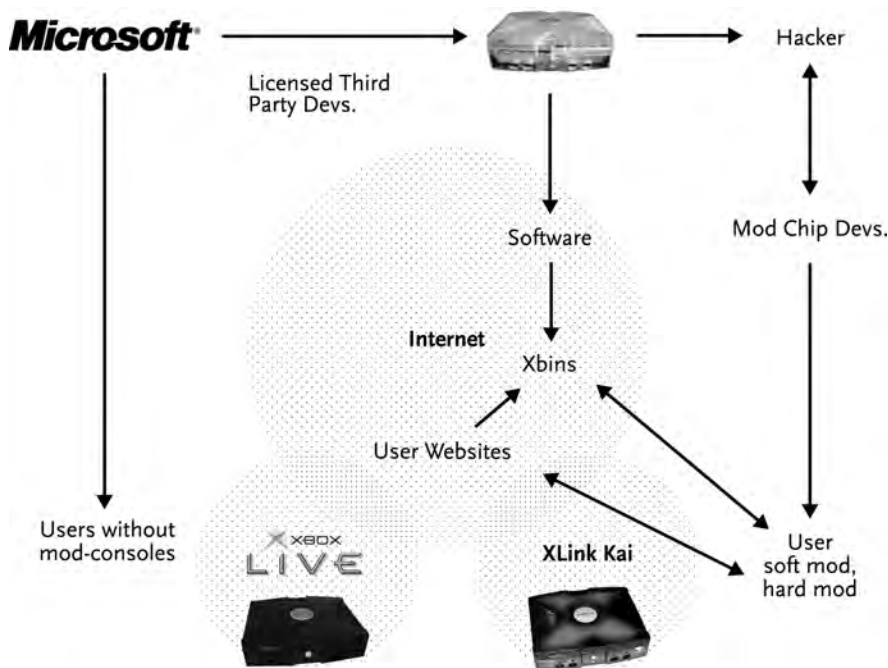 Microsoft®
Hacker
Licensed Third
Party Devs.
Software
Mod Chip Devs.
Internet
Xbins
User Websites
Users without
mod-consoles
XBOX
LIVE
XLink Kai
User
soft mod,
hard mod